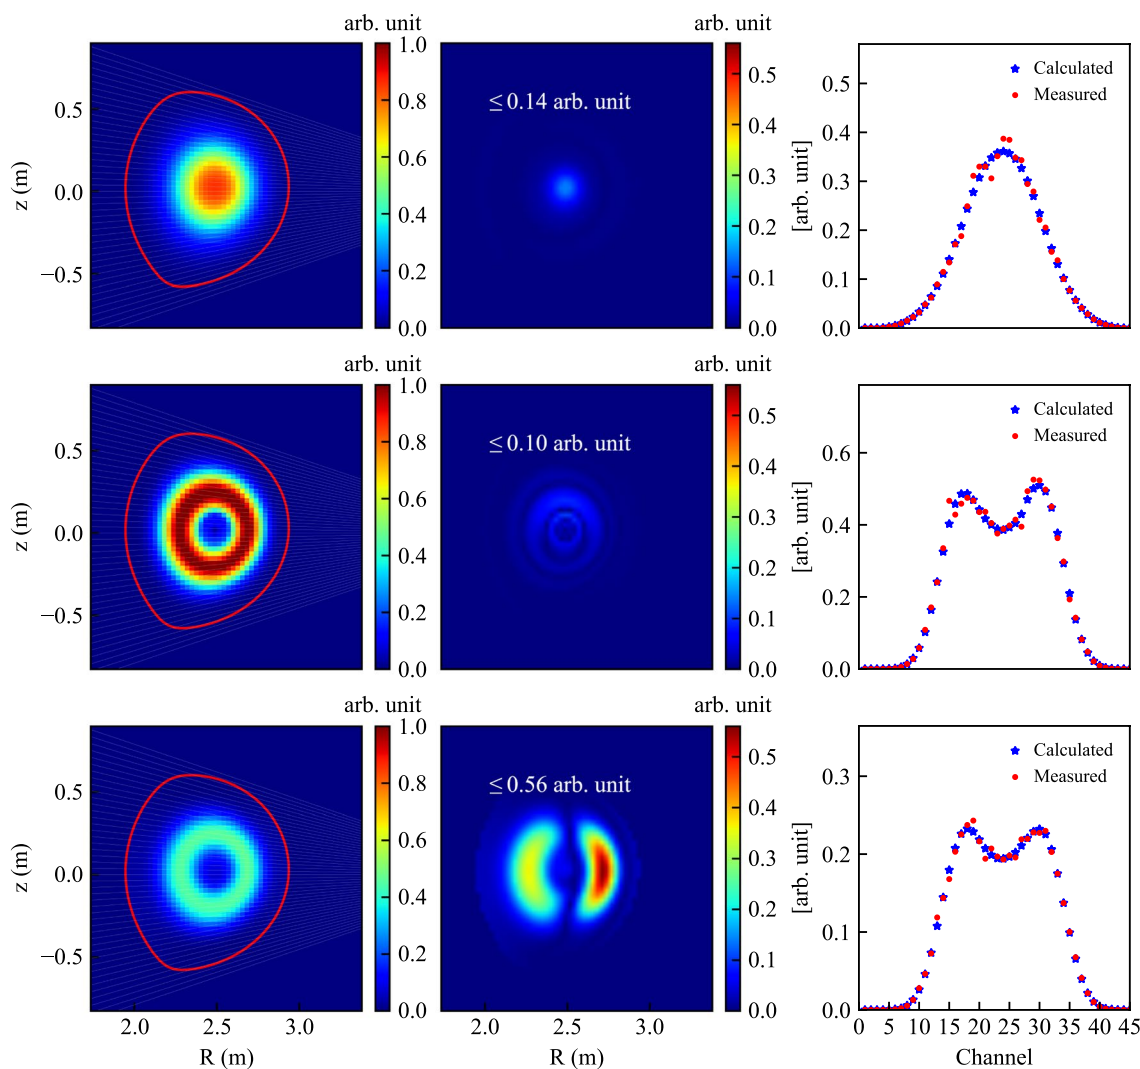 arb. unit
arb. unit
z (m)
0.5
0.0
−0.5
1.0
0.8
0.6
0.4
0.2
0.0
≤ 0.14 arb. unit
0.5
0.4
0.3
0.2
0.1
0.0
[arb. unit]
0.5
0.4
0.3
0.2
0.1
0.0
Calculated
Measured
arb. unit
arb. unit
z (m)
0.5
0.0
−0.5
1.0
0.8
0.6
0.4
0.2
0.0
≤ 0.10 arb. unit
0.5
0.4
0.3
0.2
0.1
0.0
[arb. unit]
0.6
0.4
0.2
0.0
Calculated
Measured
arb. unit
arb. unit
z (m)
0.5
0.0
−0.5
2.0 2.5 3.0
R (m)
1.0
0.8
0.6
0.4
0.2
0.0
≤ 0.56 arb. unit
2.0 2.5 3.0
R (m)
0.5
0.4
0.3
0.2
0.1
0.0
[arb. unit]
0.3
0.2
0.1
0.0
Calculated
Measured
0 5 10 15 20 25 30 35 40 45
Channel